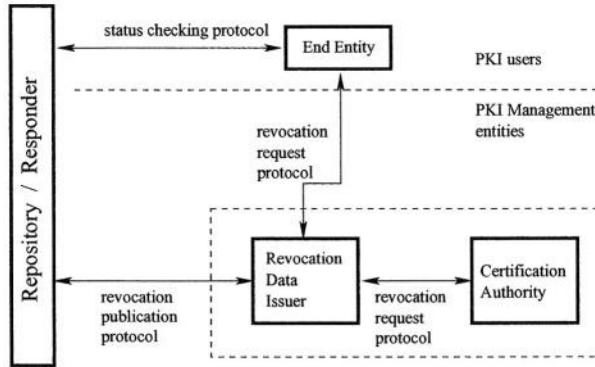 Repository / Responder
status checking protocol
End Entity
PKI users
PKI Management
entities
revocation
request
protocol
Revocation
Data
Issuer
Certification
Authority
revocation
publication
protocol
revocation
request
protocol